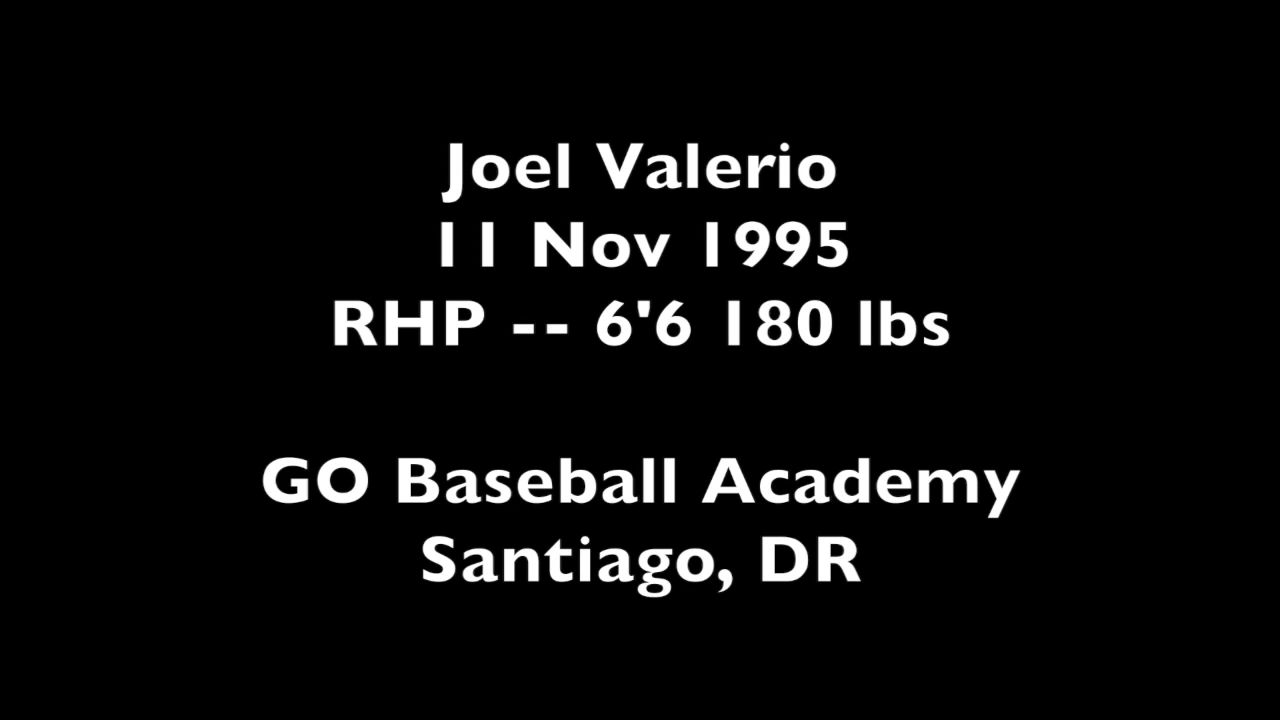 Joel Valerio
11 Nov 1995
RHP -- 6'6 180 lbs
GO Baseball Academy
Santiago, DR